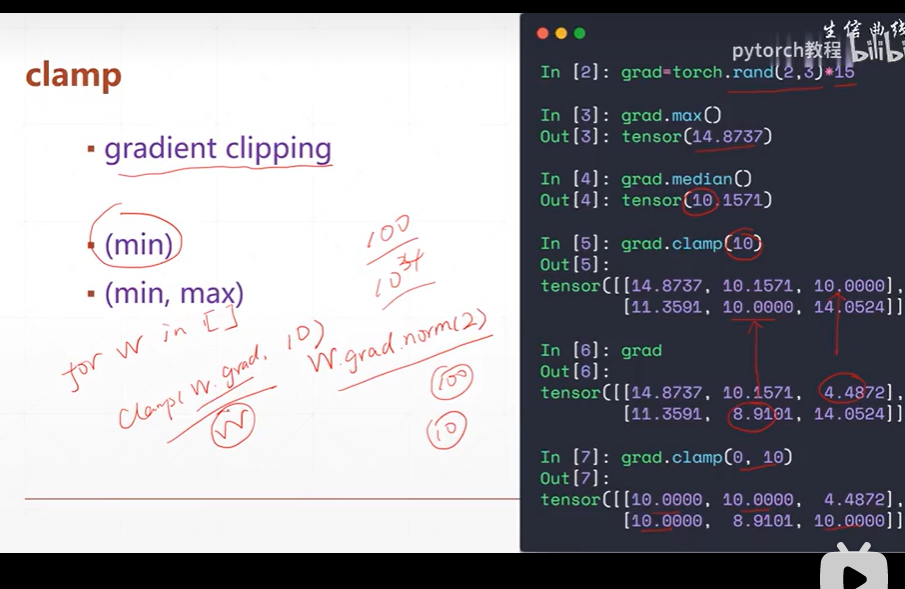 clamp
▪ gradient clipping
▪ (min)
▪ (min, max)
100
10³⁴
for W in []
Clamp( W.grad, 10)
W
W.grad.norm(2)
100
10
生信曲线
pytorch教程 bilibili
In [2]: grad=torch.rand(2,3)*15
In [3]: grad.max()
Out[3]: tensor(14.8737)
In [4]: grad.median()
Out[4]: tensor(10.1571)
In [5]: grad.clamp(10)
Out[5]:
tensor([[14.8737, 10.1571, 10.0000],
[11.3591, 10.0000, 14.0524]]
In [6]: grad
Out[6]:
tensor([[14.8737, 10.1571, 4.4872],
[11.3591, 8.9101, 14.0524]]
In [7]: grad.clamp(0, 10)
Out[7]:
tensor([[10.0000, 10.0000, 4.4872],
[10.0000, 8.9101, 10.0000]]